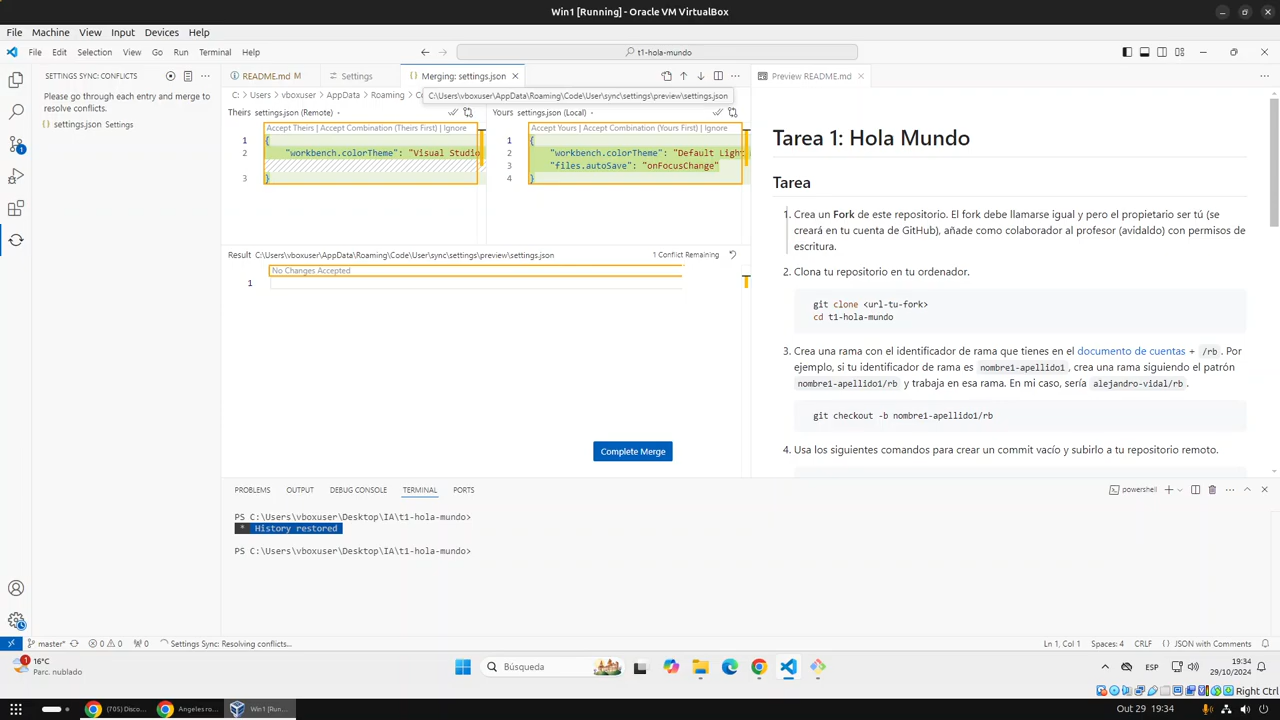 Win1 [Running] - Oracle VM VirtualBox
File Machine View Input Devices Help
File Edit Selection View Go Run Terminal Help
t1-hola-mundo
SETTINGS SYNC: CONFLICTS
README.md M
Settings
Merging: settings.json
Preview README.md
Please go through each entry and merge to
resolve conflicts.
settings.json Settings
C: > Users > vboxuser > AppData > Roaming >
C:\Users\vboxuser\AppData\Roaming\Code\User\sync\settings\preview\settings.json
Theirs settings.json (Remote)
Accept Theirs | Accept Combination (Theirs First) | Ignore
1 {
2 "workbench.colorTheme": "Visual Studio
3 }
Yours settings.json (Local)
Accept Yours | Accept Combination (Yours First) | Ignore
1 {
2 "workbench.colorTheme": "Default Light
3 "files.autoSave": "onFocusChange"
4 }
Result C:\Users\vboxuser\AppData\Roaming\Code\User\sync\settings\preview\settings.json
1 Conflict Remaining
No Changes Accepted
1
Complete Merge
Tarea 1: Hola Mundo
Tarea
1. Crea un Fork de este repositorio. El fork debe llamarse igual y pero el propietario ser tú (se
creará en tu cuenta de GitHub), añade como colaborador al profesor (avidaldo) con permisos de
escritura.
2. Clona tu repositorio en tu ordenador.
git clone <url-tu-fork>
cd t1-hola-mundo
3. Crea una rama con el identificador de rama que tienes en el documento de cuentas + /rb. Por
ejemplo, si tu identificador de rama es nombre1-apellido1, crea una rama siguiendo el patrón
nombre1-apellido1/rb y trabaja en esa rama. En mi caso, sería alejandro-vidal/rb.
git checkout -b nombre1-apellido1/rb
4. Usa los siguientes comandos para crear un commit vacío y subirlo a tu repositorio remoto.
PROBLEMS OUTPUT DEBUG CONSOLE TERMINAL PORTS
powershell
PS C:\Users\vboxuser\Desktop\IA\t1-hola-mundo>
* History restored
PS C:\Users\vboxuser\Desktop\IA\t1-hola-mundo>
master* 0 0 0 Settings Sync: Resolving conflicts...
Ln 1, Col 1 Spaces: 4 CRLF {} JSON with Comments
1
16°C
Parc. nublado
Búsqueda
ESP
19:34
29/10/2024
Right Ctrl
(705) Disco...
Angeles ro...
Win1 [Run...
Out 29 19:34